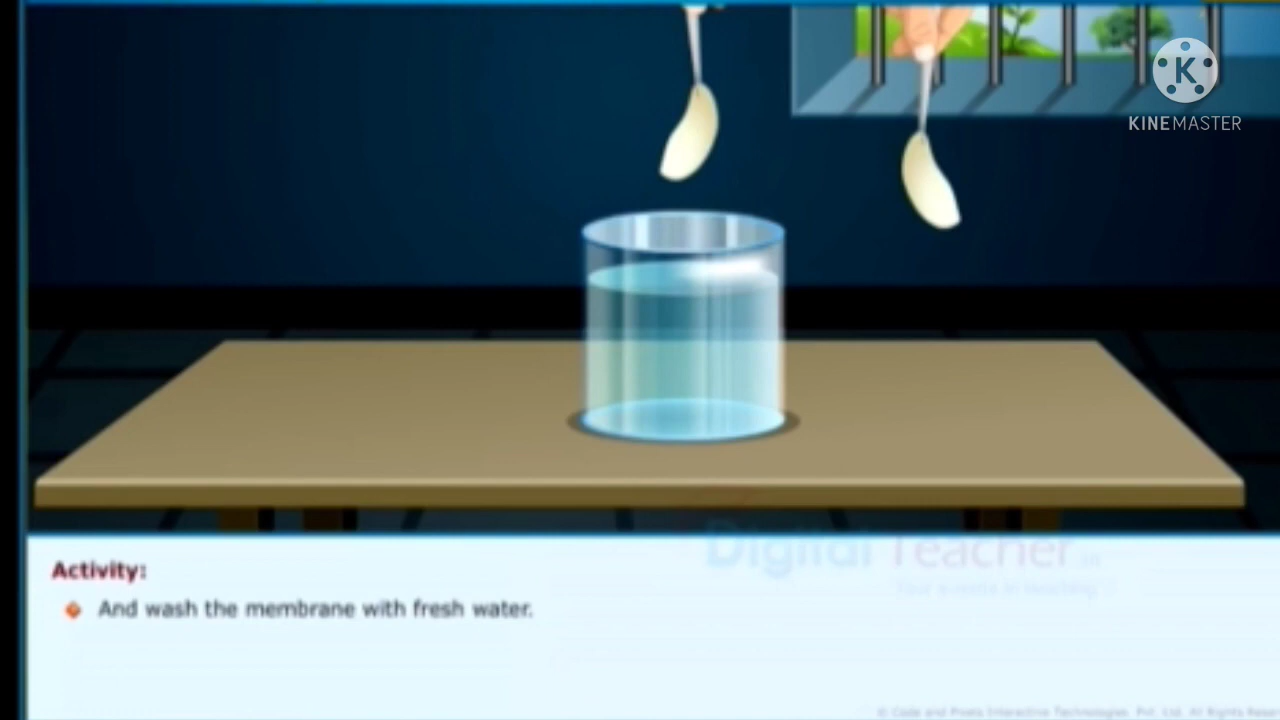 K
KINEMASTER
Digital Teacher
Activity:
And wash the membrane with fresh water.